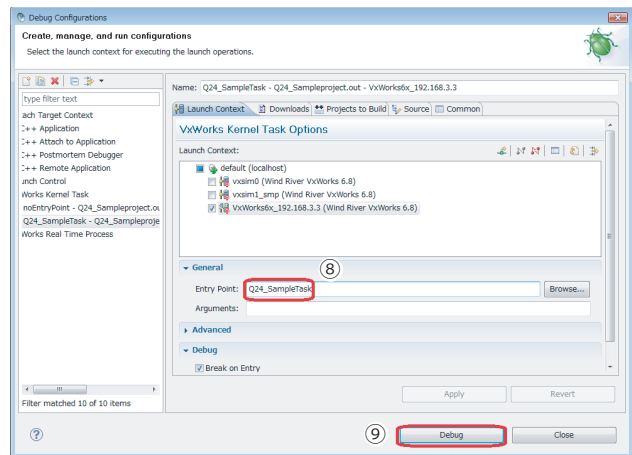 Debug Configurations
Create, manage, and run configurations
Select the launch context for executing the launch operations.
Name: Q24_SampleTask - Q24_Sampleproject.out - VxWorks6x_192.168.3.3
type filter text
ach Target Context
C++ Application
C++ Attach to Application
C++ Postmortem Debugger
C++ Remote Application
unch Control
Works Kernel Task
noEntryPoint - Q24_Sampleproject.ou
Q24_SampleTask - Q24_Sampleproje
Works Real Time Process
Filter matched 10 of 10 items
Launch Context Downloads Projects to Build Source Common
VxWorks Kernel Task Options
Launch Context:
default (localhost)
vxsim0 (Wind River VxWorks 6.8)
vxsim1_smp (Wind River VxWorks 6.8)
VxWorks6x_192.168.3.3 (Wind River VxWorks 6.8)
General
⑧
Entry Point: Q24_SampleTask Browse...
Arguments:
Advanced
Debug
Break on Entry
Apply Revert
⑨ Debug Close